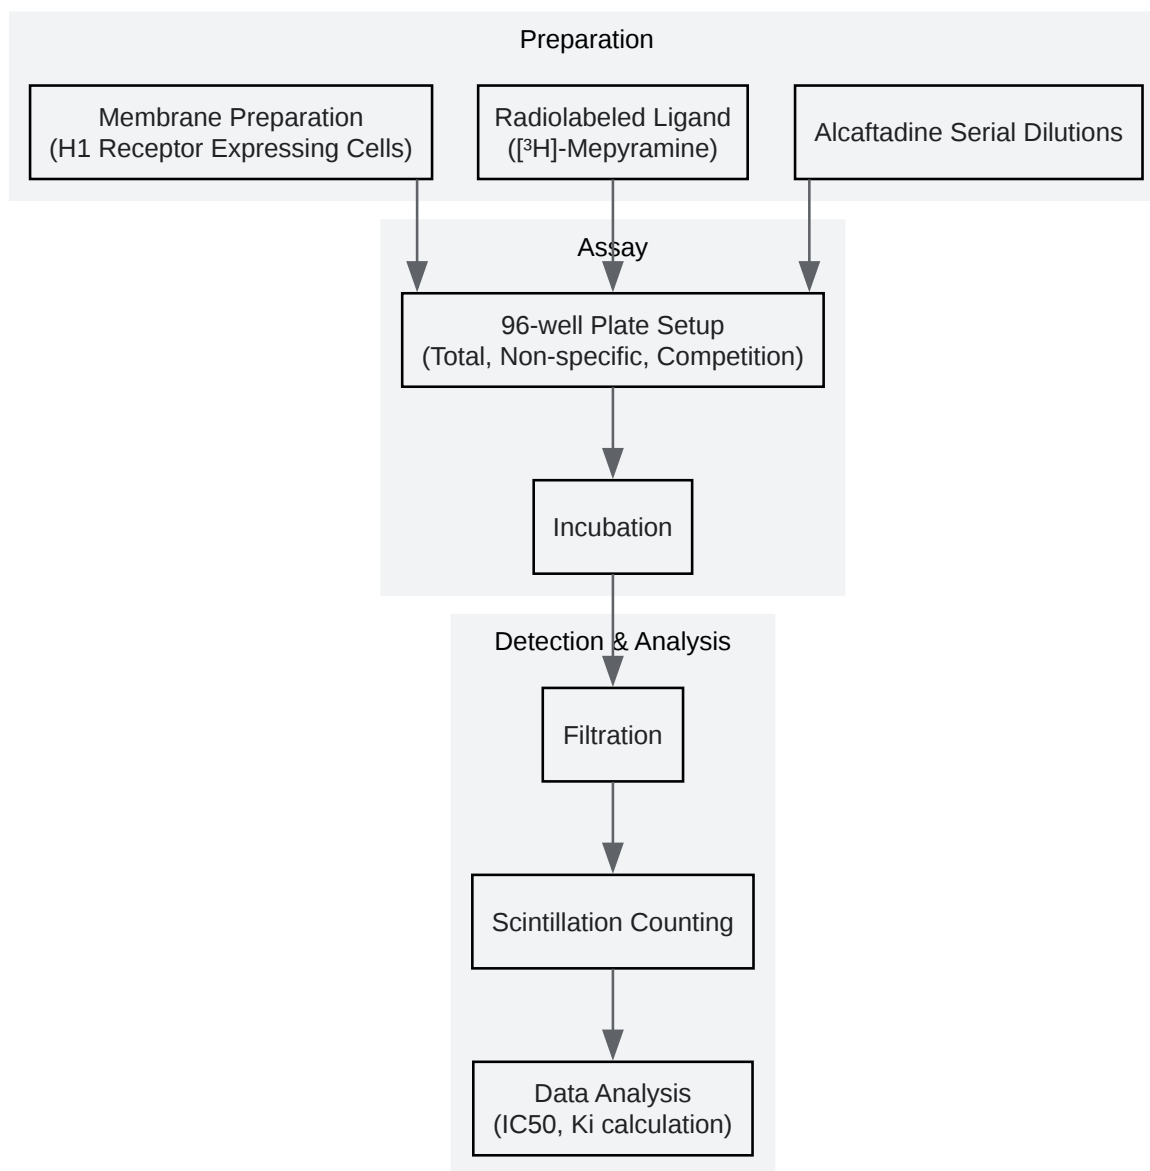 Preparation
Membrane Preparation
(H1 Receptor Expressing Cells)
Radiolabeled Ligand
([³H]-Mepyramine)
Alcaftadine Serial Dilutions
Assay
96-well Plate Setup
(Total, Non-specific, Competition)
Incubation
Detection & Analysis
Filtration
Scintillation Counting
Data Analysis
(IC50, Ki calculation)